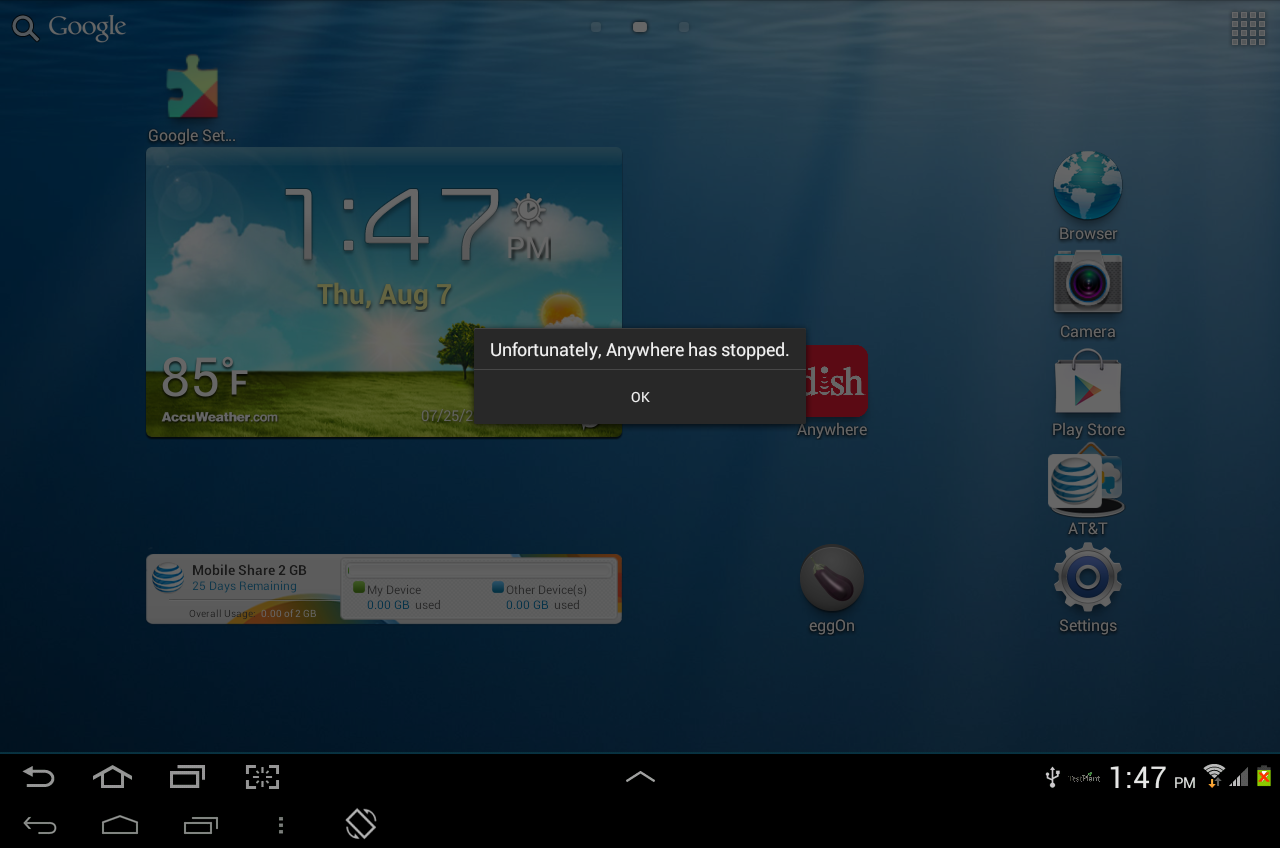 Google
Google Set...
1:47
PM
Thu, Aug 7
85°F
AccuWeather.com
07/25/2
Unfortunately, Anywhere has stopped.
OK
dish
Anywhere
Browser
Camera
Play Store
AT&T
Settings
eggOn
Mobile Share 2 GB
25 Days Remaining
Overall Usage: 0.00 of 2 GB
My Device
0.00 GB used
Other Device(s)
0.00 GB used
1:47 PM